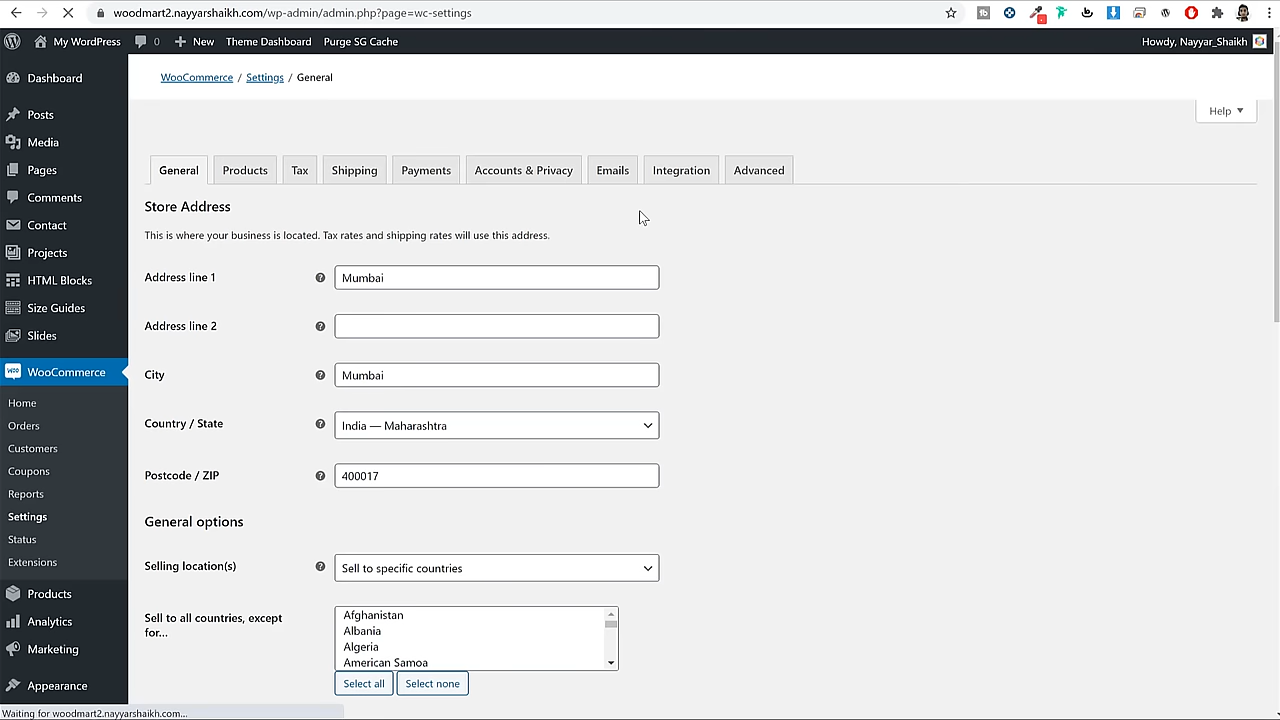 woodmart2.nayyarshaikh.com/wp-admin/admin.php?page=wc-settings
My WordPress 0 New Theme Dashboard Purge SG Cache Howdy, Nayyar_Shaikh
Dashboard
Posts
Media
Pages
Comments
Contact
Projects
HTML Blocks
Size Guides
Slides
WooCommerce
Home
Orders
Customers
Coupons
Reports
Settings
Status
Extensions
Products
Analytics
Marketing
Appearance
WooCommerce / Settings / General
Help
General Products Tax Shipping Payments Accounts & Privacy Emails Integration Advanced
Store Address
This is where your business is located. Tax rates and shipping rates will use this address.
Address line 1 Mumbai
Address line 2
City Mumbai
Country / State India — Maharashtra
Postcode / ZIP 400017
General options
Selling location(s) Sell to specific countries
Sell to all countries, except
for...
Afghanistan
Albania
Algeria
American Samoa
Select all Select none
Waiting for woodmart2.nayyarshaikh.com...